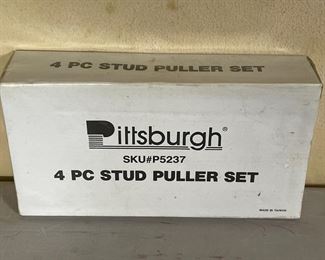 4 PC STUD PULLER SET
Pittsburgh®
SKU#P5237
4 PC STUD PULLER SET
MADE IN TAIWAN